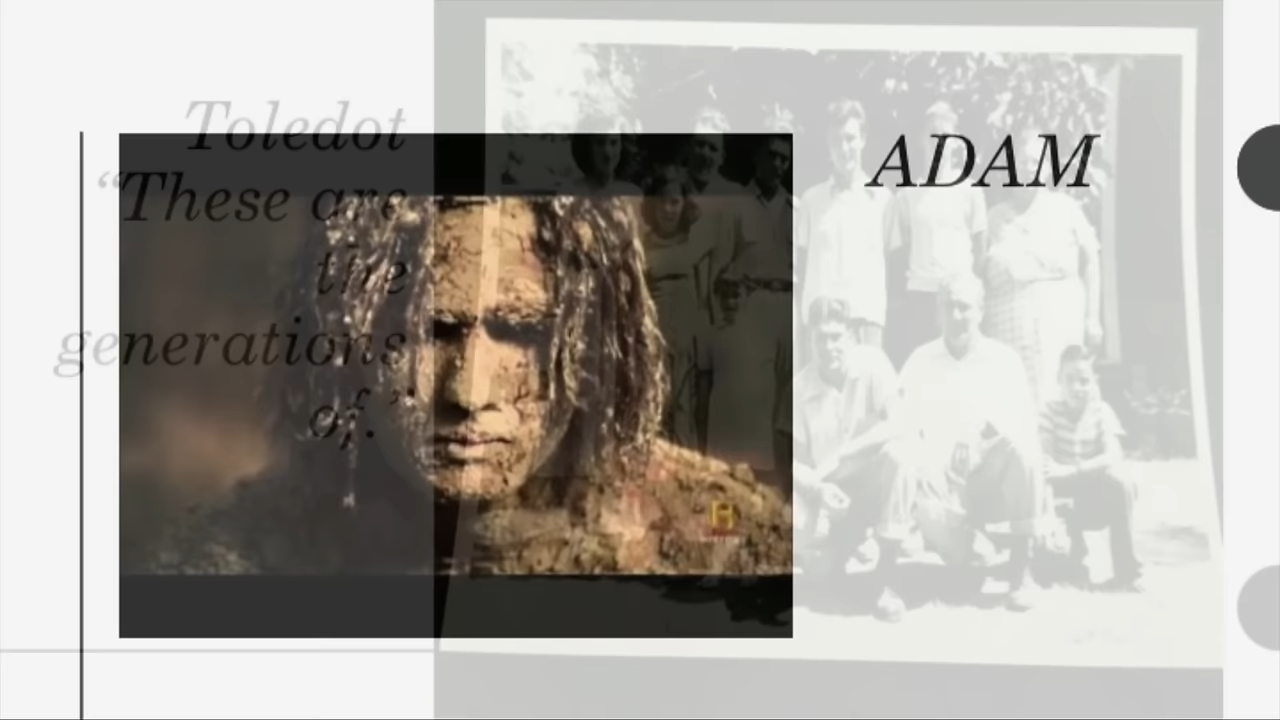 Toledot
“These are
the
generations
of.”
ADAM
H